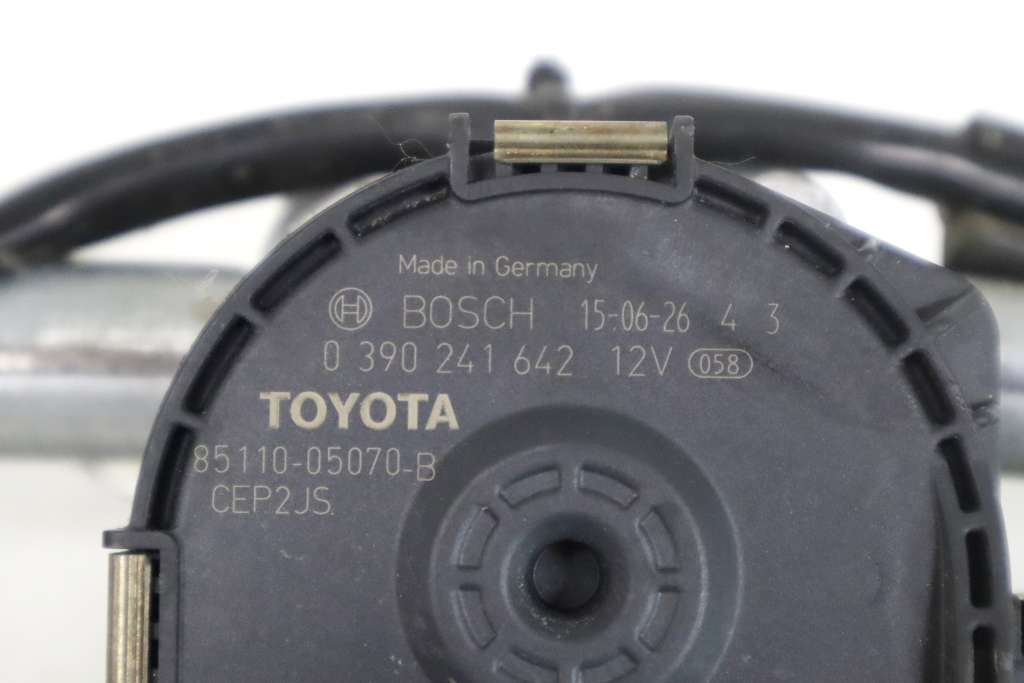 Made in Germany
BOSCH 15-06-26 4 3
0 390 241 642 12V 058
TOYOTA
85110-05070-B
CEP2JS.